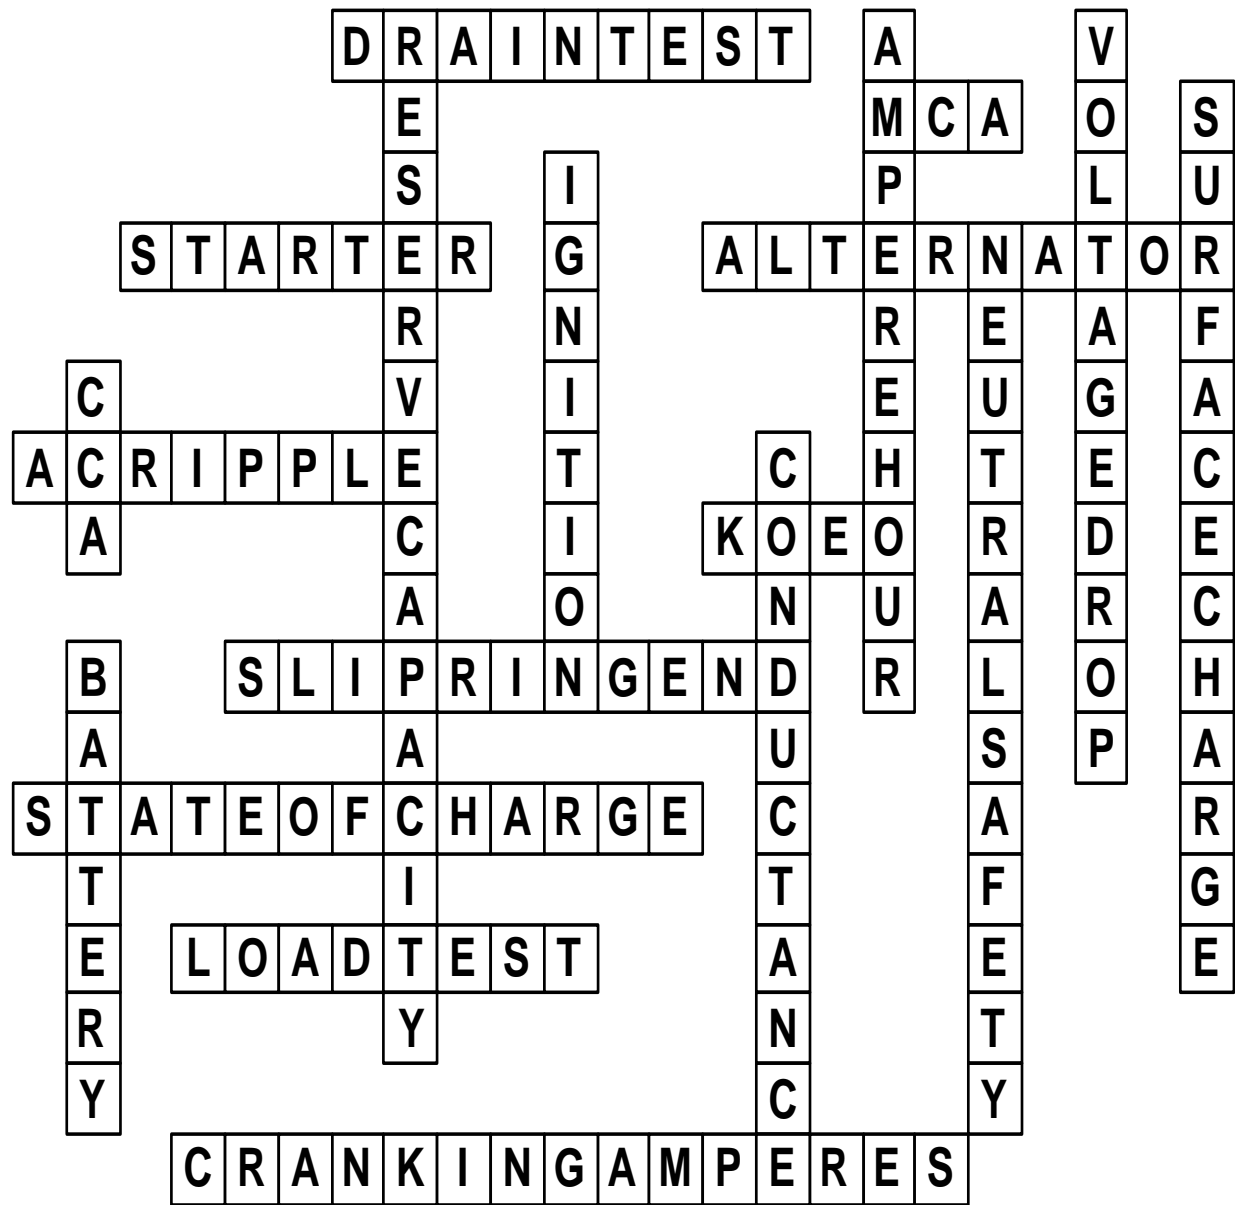 DRAINTEST
RESERVECAPACITY
AMPEREHOUR
VOLTAGEDROP
MCA
SURFACECHARGE
IGNITION
STARTER
ALTERNATOR
NEUTRALSAFETY
CCA
ACRIPPLE
CONDUCTANCE
KOEO
BATTERY
SLIPRINGEND
STATEOFCHARGE
LOADTEST
CRANKINGAMPERES